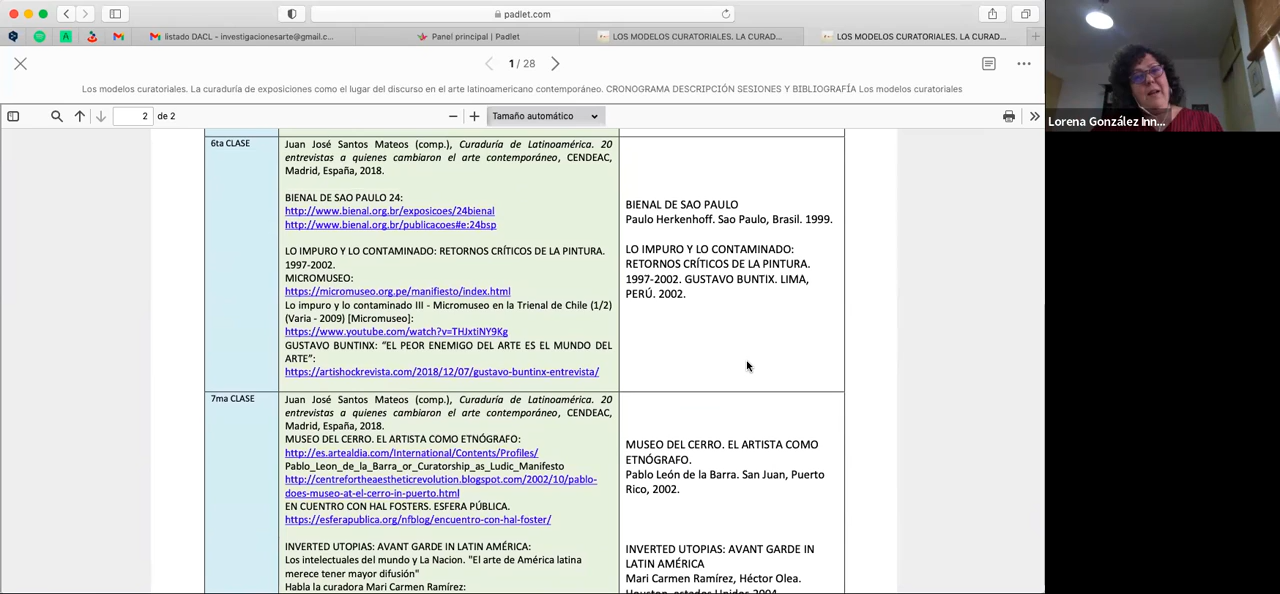 padlet.com
listado DACL - investigacionesarte@gmail.c...
Panel principal | Padlet
LOS MODELOS CURATORIALES. LA CURAD...
LOS MODELOS CURATORIALES. LA CURAD...
1 / 28
Los modelos curatoriales. La curaduría de exposiciones como el lugar del discurso en el arte latinoamericano contemporáneo. CRONOGRAMA DESCRIPCIÓN SESIONES Y BIBLIOGRAFÍA Los modelos curatoriales
2
de 2
Tamaño automático
Lorena González Inn...
6ta CLASE
Juan José Santos Mateos (comp.), Curaduría de Latinoamérica. 20
entrevistas a quienes cambiaron el arte contemporáneo, CENDEAC,
Madrid, España, 2018.
BIENAL DE SAO PAULO 24:
http://www.bienal.org.br/exposicoes/24bienal
http://www.bienal.org.br/publicacoes#e:24bsp
LO IMPURO Y LO CONTAMINADO: RETORNOS CRÍTICOS DE LA PINTURA.
1997-2002.
MICROMUSEO:
https://micromuseo.org.pe/manifiesto/index.html
Lo impuro y lo contaminado III - Micromuseo en la Trienal de Chile (1/2)
(Varia - 2009) [Micromuseo]:
https://www.youtube.com/watch?v=THJxtiNY9Kg
GUSTAVO BUNTINX: “EL PEOR ENEMIGO DEL ARTE ES EL MUNDO DEL
ARTE”:
https://artishockrevista.com/2018/12/07/gustavo-buntinx-entrevista/
BIENAL DE SAO PAULO
Paulo Herkenhoff. Sao Paulo, Brasil. 1999.
LO IMPURO Y LO CONTAMINADO:
RETORNOS CRÍTICOS DE LA PINTURA.
1997-2002. GUSTAVO BUNTIX. LIMA,
PERÚ. 2002.
7ma CLASE
Juan José Santos Mateos (comp.), Curaduría de Latinoamérica. 20
entrevistas a quienes cambiaron el arte contemporáneo, CENDEAC,
Madrid, España, 2018.
MUSEO DEL CERRO. EL ARTISTA COMO ETNÓGRAFO:
http://es.artealdia.com/International/Contents/Profiles/
Pablo_Leon_de_la_Barra_or_Curatorship_as_Ludic_Manifesto
http://centrefortheaestheticrevolution.blogspot.com/2002/10/pablo-
does-museo-at-el-cerro-in-puerto.html
EN CUENTRO CON HAL FOSTERS. ESFERA PÚBLICA.
https://esferapublica.org/nfblog/encuentro-con-hal-foster/
INVERTED UTOPIAS: AVANT GARDE IN LATIN AMÉRICA:
Los intelectuales del mundo y La Nacion. "El arte de América latina
merece tener mayor difusión"
Habla la curadora Mari Carmen Ramírez:
MUSEO DEL CERRO. EL ARTISTA COMO
ETNÓGRAFO.
Pablo León de la Barra. San Juan, Puerto
Rico, 2002.
INVERTED UTOPIAS: AVANT GARDE IN
LATIN AMÉRICA
Mari Carmen Ramírez, Héctor Olea.
Houston, estados Unidos, 2004